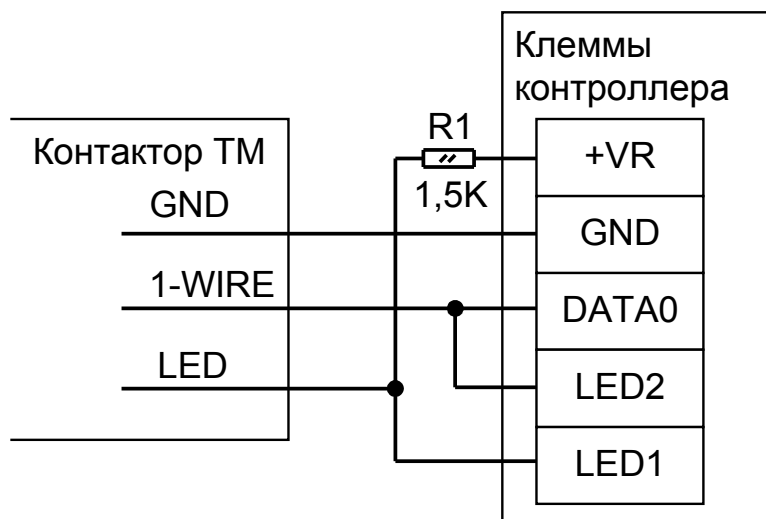 Клеммы
контроллера
R1
Контактор ТМ
+VR
1,5K
GND
GND
1-WIRE
DATA0
LED
LED2
LED1